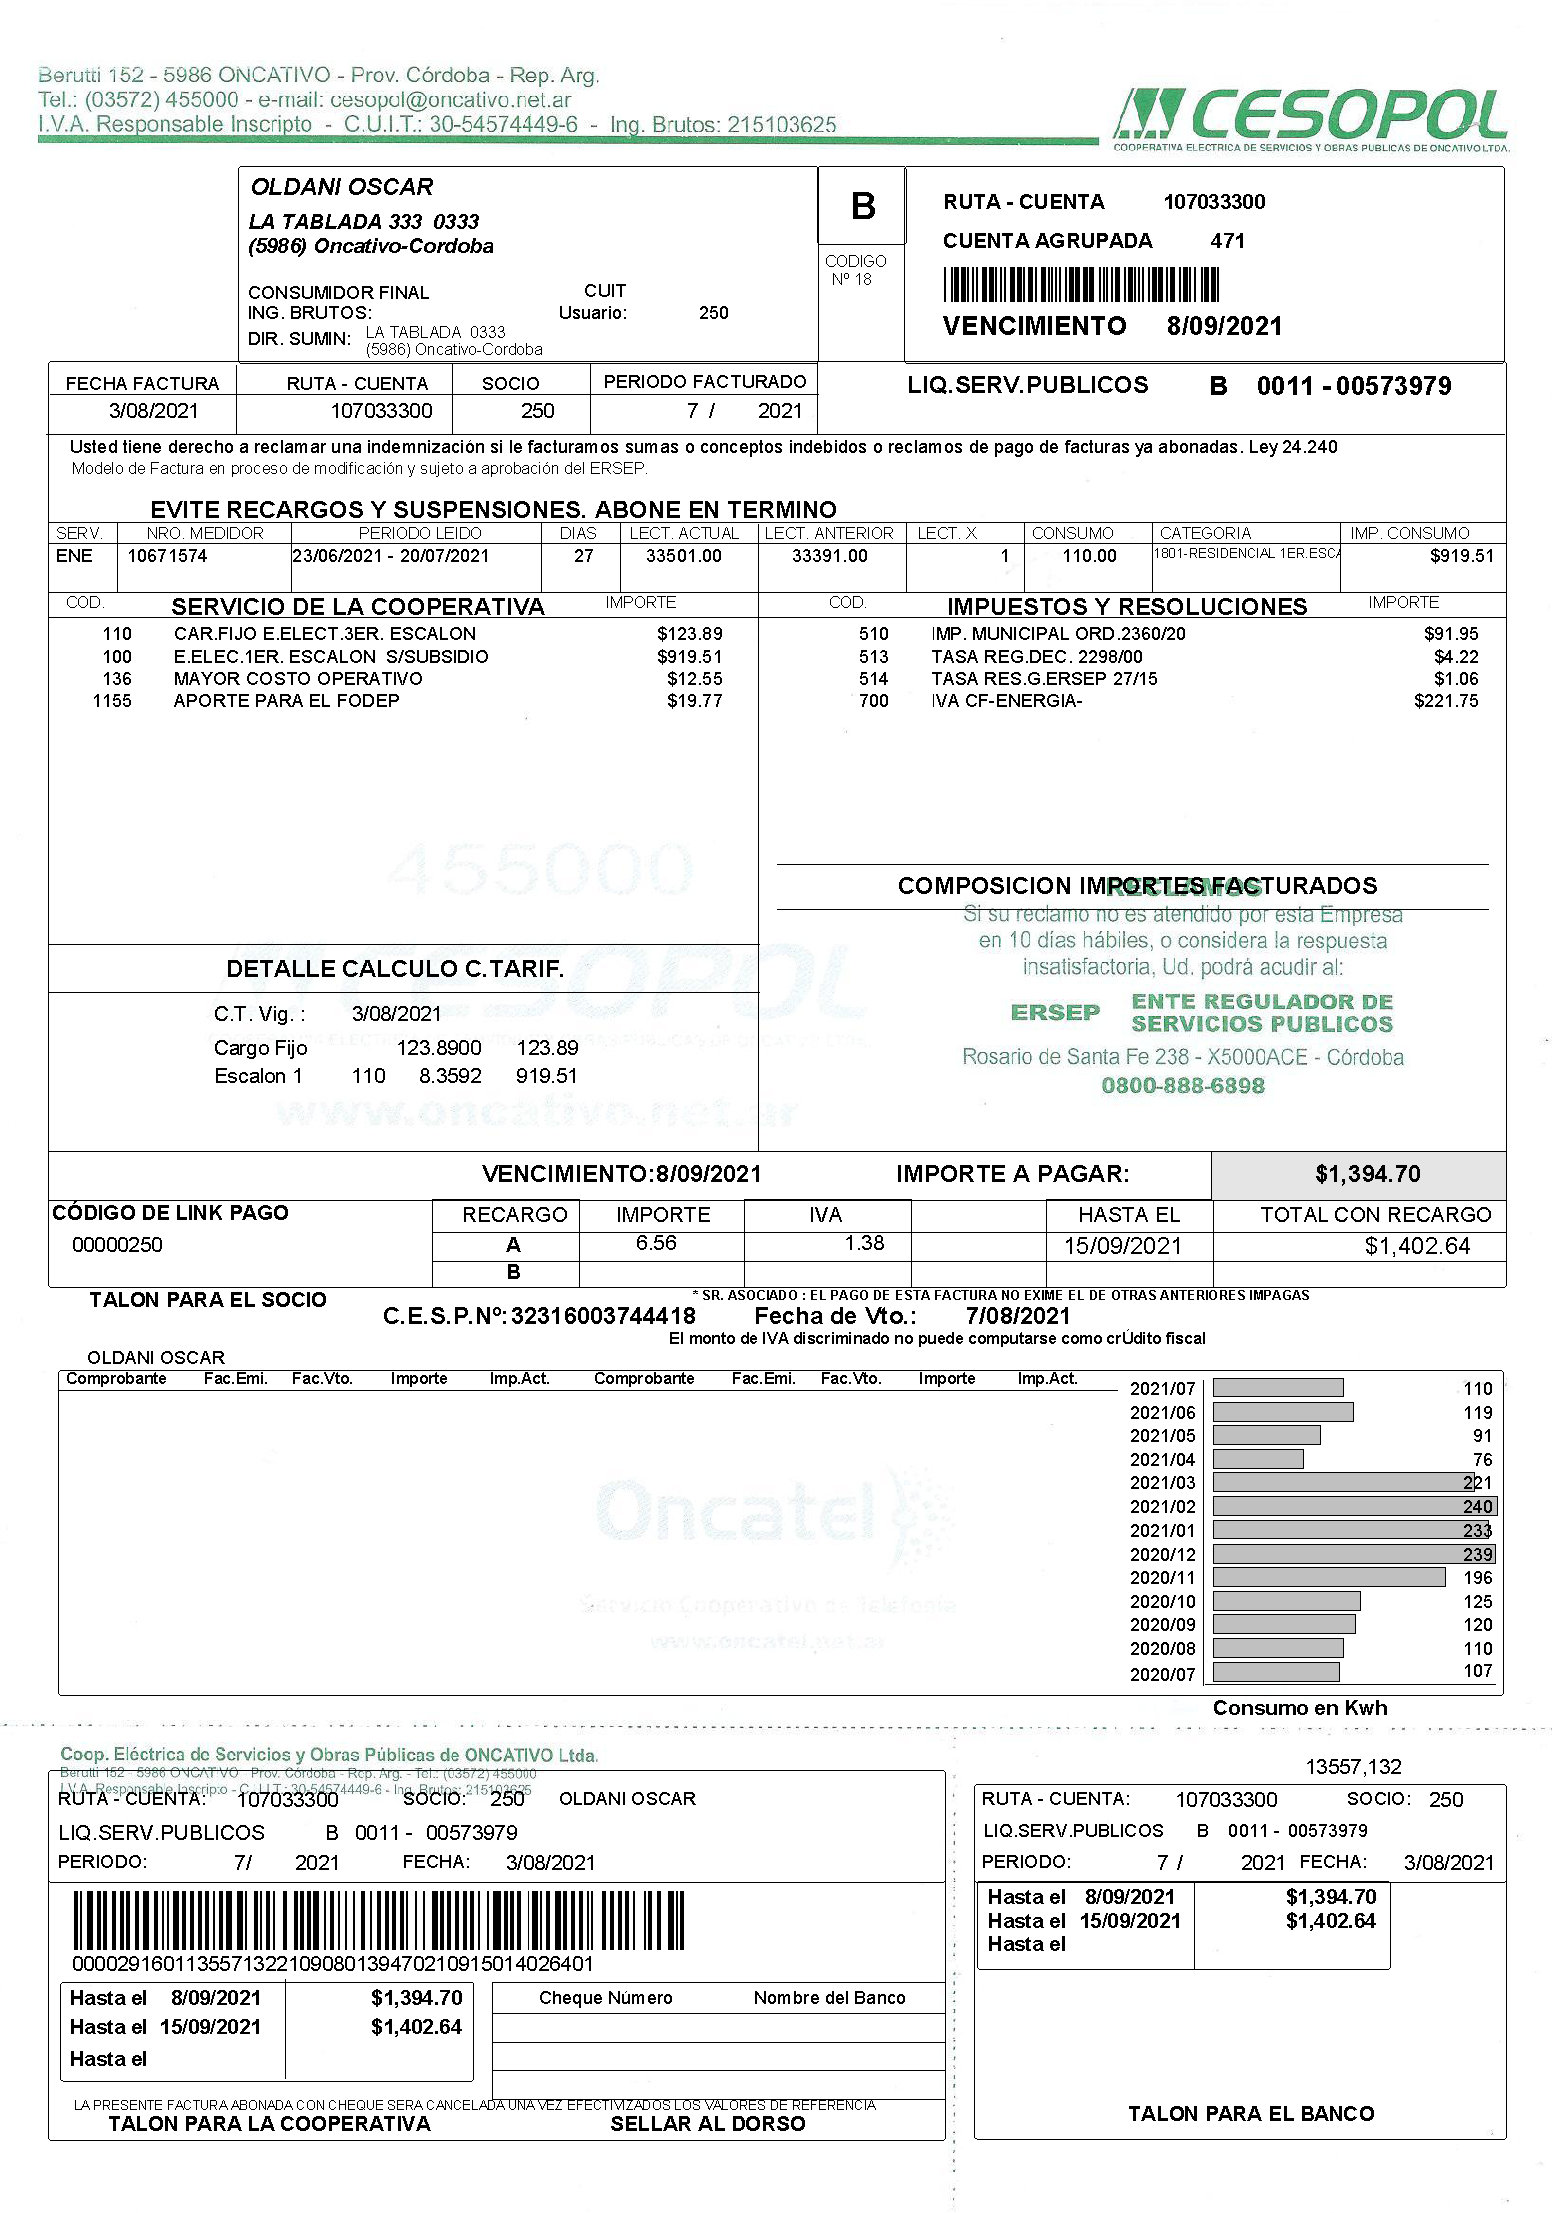 Berutti 152 - 5986 ONCATIVO - Prov. Córdoba - Rep. Arg.
Tel.: (03572) 455000 - e-mail: cesopol@oncativo.net.ar
I.V.A. Responsable Inscripto - C.U.I.T.: 30-54574449-6 - Ing. Brutos: 215103625
CESOPOL
COOPERATIVA ELECTRICA DE SERVICIOS Y OBRAS PUBLICAS DE ONCATIVO LTDA.
OLDANI OSCAR
LA TABLADA 333 0333
(5986) Oncativo-Cordoba
CONSUMIDOR FINAL CUIT
ING. BRUTOS: Usuario: 250
DIR. SUMIN: LA TABLADA 0333
(5986) Oncativo-Cordoba
B
CODIGO
Nº 18
RUTA - CUENTA 107033300
CUENTA AGRUPADA 471
VENCIMIENTO 8/09/2021
FECHA FACTURA RUTA - CUENTA SOCIO PERIODO FACTURADO
3/08/2021 107033300 250 7 / 2021
LIQ.SERV.PUBLICOS B 0011 - 00573979
Usted tiene derecho a reclamar una indemnización si le facturamos sumas o conceptos indebidos o reclamos de pago de facturas ya abonadas. Ley 24.240
Modelo de Factura en proceso de modificación y sujeto a aprobación del ERSEP.
EVITE RECARGOS Y SUSPENSIONES. ABONE EN TERMINO
SERV. NRO. MEDIDOR PERIODO LEIDO DIAS LECT. ACTUAL LECT. ANTERIOR LECT. X CONSUMO CATEGORIA IMP. CONSUMO
ENE 10671574 23/06/2021 - 20/07/2021 27 33501.00 33391.00 1 110.00 1801-RESIDENCIAL 1ER.ESCA $919.51
COD. SERVICIO DE LA COOPERATIVA IMPORTE COD. IMPUESTOS Y RESOLUCIONES IMPORTE
110 CAR.FIJO E.ELECT.3ER. ESCALON $123.89 510 IMP. MUNICIPAL ORD.2360/20 $91.95
100 E.ELEC.1ER. ESCALON S/SUBSIDIO $919.51 513 TASA REG.DEC. 2298/00 $4.22
136 MAYOR COSTO OPERATIVO $12.55 514 TASA RES.G.ERSEP 27/15 $1.06
1155 APORTE PARA EL FODEP $19.77 700 IVA CF-ENERGIA- $221.75
455000
CESOPOL
www.oncativo.net.ar
COMPOSICION IMPORTES FACTURADOS
RECLAMOS
Si su reclamo no es atendido por esta Empresa
en 10 días hábiles, o considera la respuesta
insatisfactoria, Ud. podrá acudir al:
ERSEP ENTE REGULADOR DE
SERVICIOS PUBLICOS
Rosario de Santa Fe 238 - X5000ACE - Córdoba
0800-888-6898
DETALLE CALCULO C.TARIF.
C.T. Vig. : 3/08/2021
Cargo Fijo 123.8900 123.89
Escalon 1 110 8.3592 919.51
VENCIMIENTO:8/09/2021 IMPORTE A PAGAR: $1,394.70
CÓDIGO DE LINK PAGO RECARGO IMPORTE IVA HASTA EL TOTAL CON RECARGO
00000250 A 6.56 1.38 15/09/2021 $1,402.64
B
TALON PARA EL SOCIO
* SR. ASOCIADO : EL PAGO DE ESTA FACTURA NO EXIME EL DE OTRAS ANTERIORES IMPAGAS
C.E.S.P.Nº: 32316003744418 Fecha de Vto.: 7/08/2021
El monto de IVA discriminado no puede computarse como crÚdito fiscal
OLDANI OSCAR
Comprobante Fac.Emi. Fac.Vto. Importe Imp.Act. Comprobante Fac.Emi. Fac.Vto. Importe Imp.Act.
2021/07 110
2021/06 119
2021/05 91
2021/04 76
2021/03 221
2021/02 240
2021/01 233
2020/12 239
2020/11 196
2020/10 125
2020/09 120
2020/08 110
2020/07 107
Consumo en Kwh
Oncatel
Servicio Cooperativo de Telefonía
www.oncatel.net.ar
Coop. Eléctrica de Servicios y Obras Públicas de ONCATIVO Ltda.
Berutti 152 - 5986 ONCATIVO - Prov. Córdoba - Rep. Arg. - Tel.: (03572) 455000
I.V.A. Responsable Inscripto - C.U.I.T.: 30-54574449-6 - Ing. Brutos: 215103625
RUTA - CUENTA: 107033300 SOCIO: 250 OLDANI OSCAR
LIQ.SERV.PUBLICOS B 0011 - 00573979
PERIODO: 7/ 2021 FECHA: 3/08/2021
0000291601135571322109080139470210915014026401
Hasta el 8/09/2021 $1,394.70
Hasta el 15/09/2021 $1,402.64
Hasta el
Cheque Número Nombre del Banco
LA PRESENTE FACTURA ABONADA CON CHEQUE SERA CANCELADA UNA VEZ EFECTIVIZADOS LOS VALORES DE REFERENCIA
TALON PARA LA COOPERATIVA SELLAR AL DORSO
13557,132
RUTA - CUENTA: 107033300 SOCIO: 250
LIQ.SERV.PUBLICOS B 0011 - 00573979
PERIODO: 7 / 2021 FECHA: 3/08/2021
Hasta el 8/09/2021 $1,394.70
Hasta el 15/09/2021 $1,402.64
Hasta el
TALON PARA EL BANCO